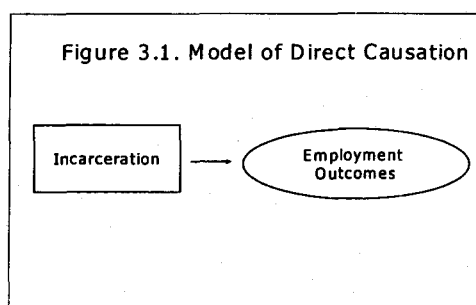 Figure 3.1. Model of Direct Causation
Incarceration
Employment
Outcomes